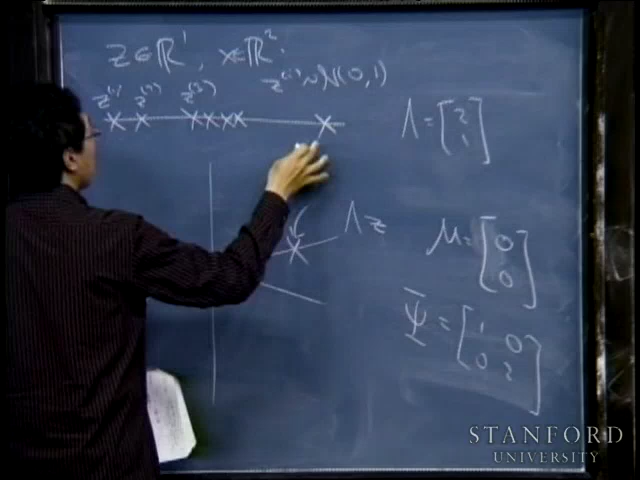 z∈ℝ¹, x∈ℝ².
z⁽ⁱ⁾ ~ N(0,1)
z⁽¹⁾ z⁽²⁾ z⁽³⁾
Λ = [2
1]
Λz
μ = [0
0]
Ψ = [1 0
0 2]
STANFORD
UNIVERSITY